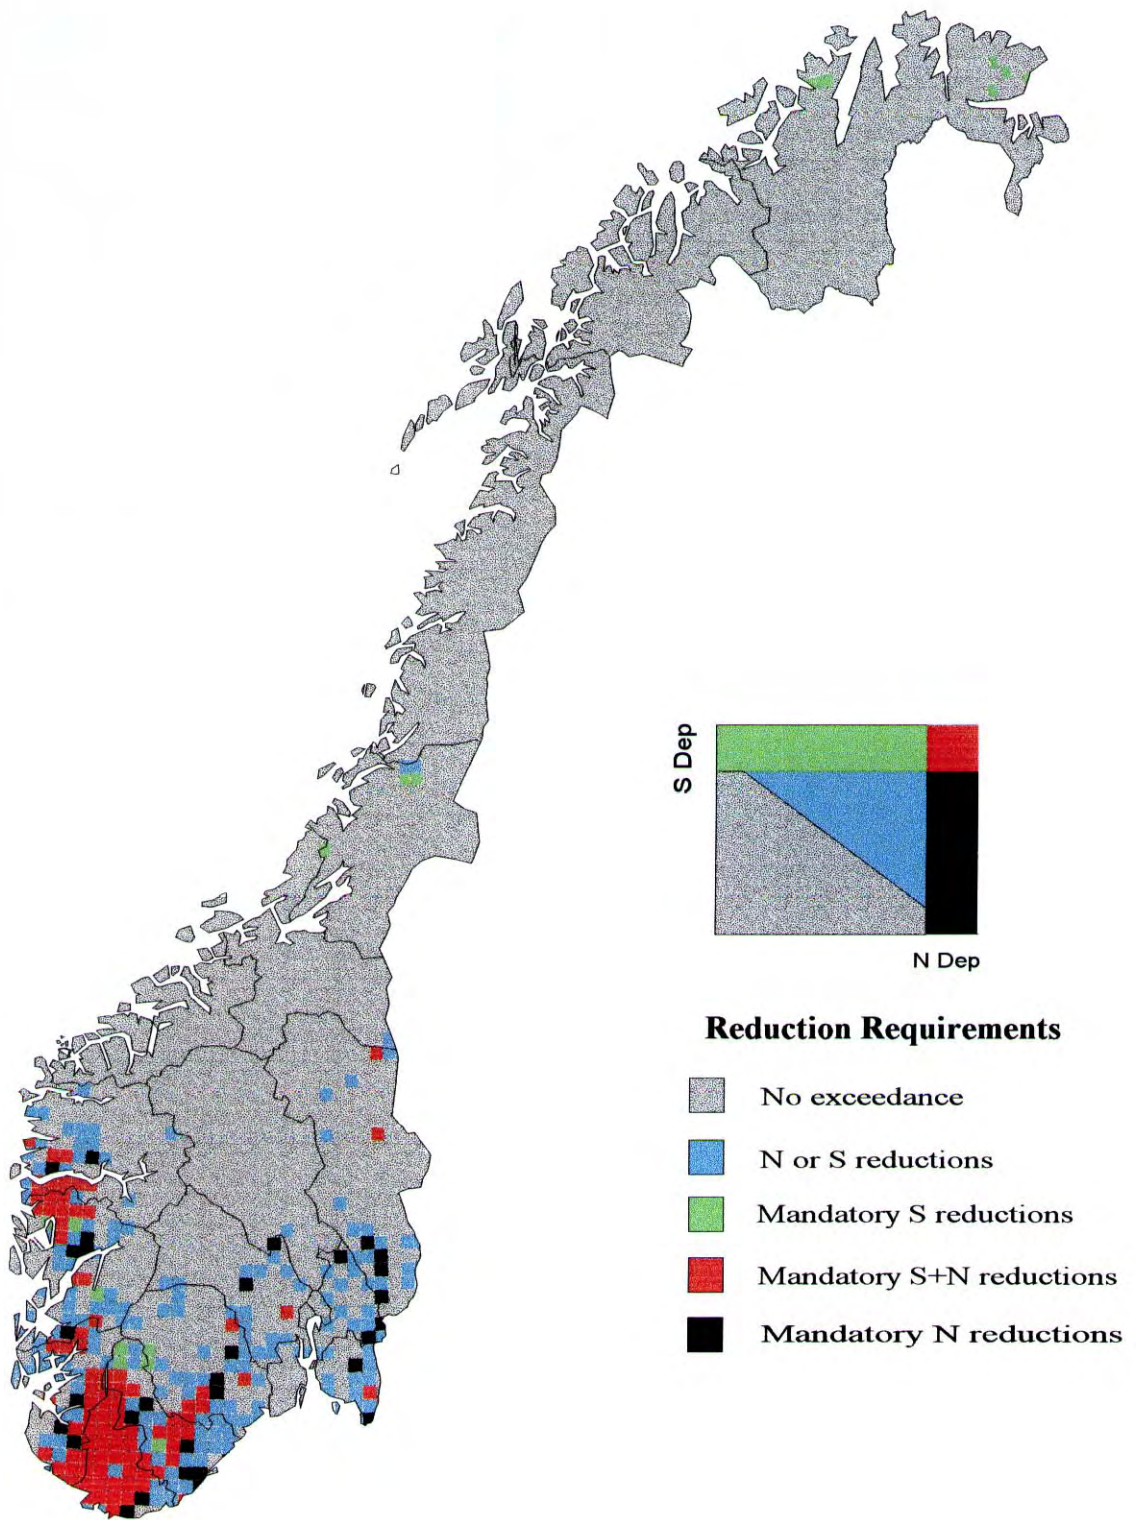 S Dep
N Dep
Reduction Requirements
No exceedance
N or S reductions
Mandatory S reductions
Mandatory S+N reductions
Mandatory N reductions